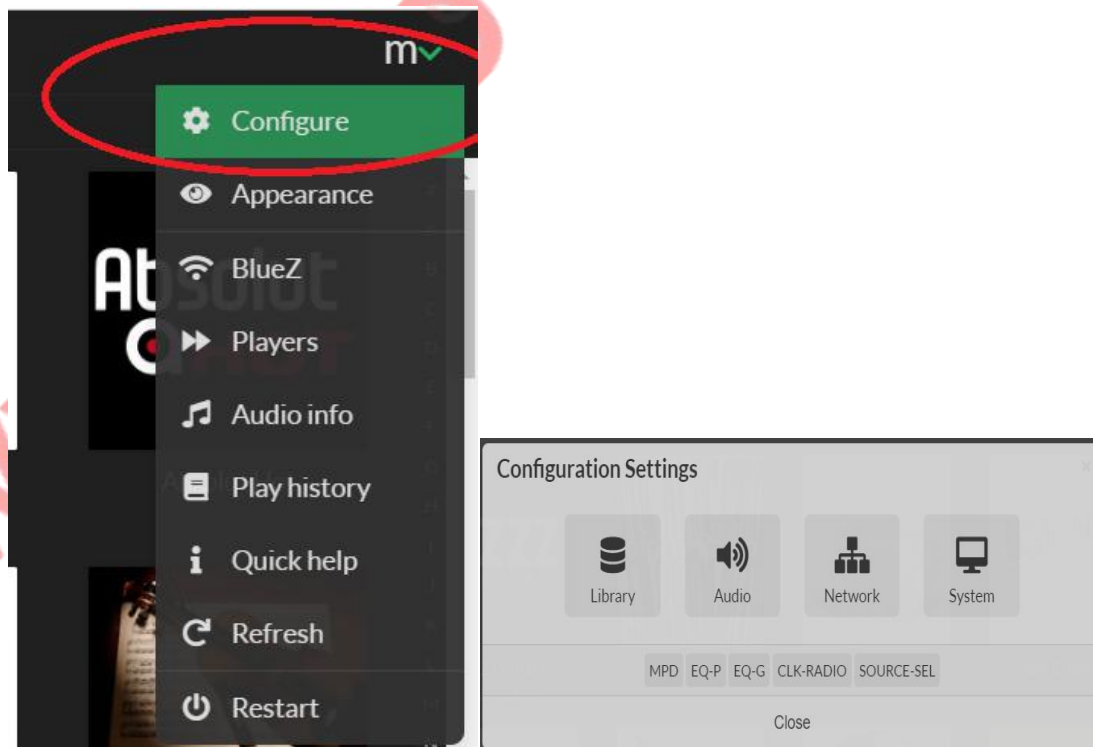 m
Configure
Appearance
BlueZ
Players
Audio info
Play history
Quick help
Refresh
Restart
Configuration Settings
Library Audio Network System
MPD EQ-P EQ-G CLK-RADIO SOURCE-SEL
Close